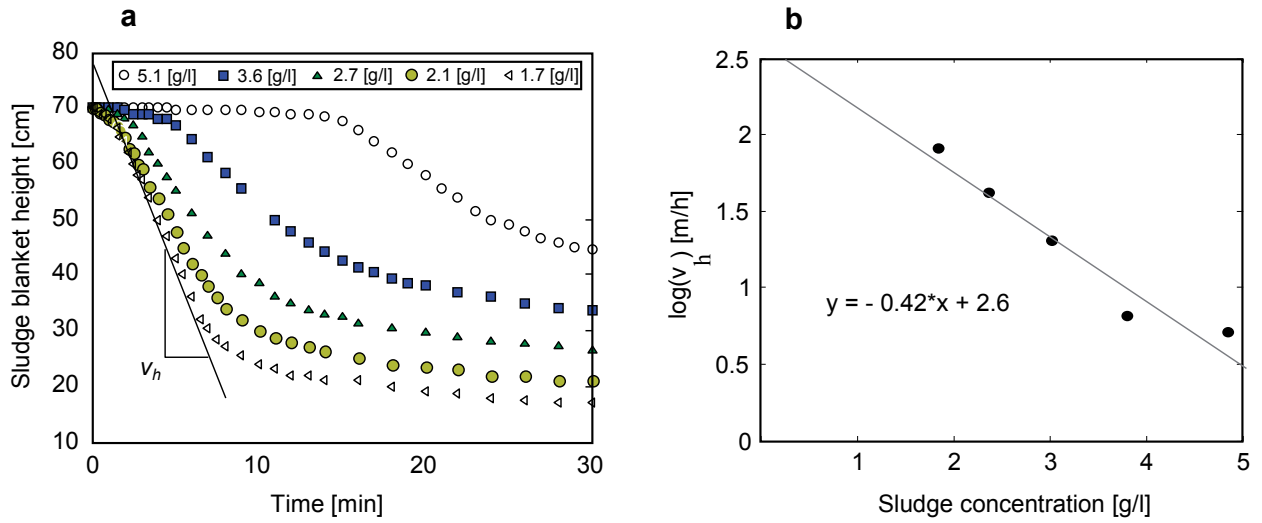 a
80
70
60
50
40
30
20
10
5.1 [g/l] 3.6 [g/l] 2.7 [g/l] 2.1 [g/l] 1.7 [g/l]
Sludge blanket height [cm]
vh
0 10 20 30
Time [min]
b
2.5
2
1.5
1
0.5
0
log(vh) [m/h]
y = - 0.42*x + 2.6
1 2 3 4 5
Sludge concentration [g/l]